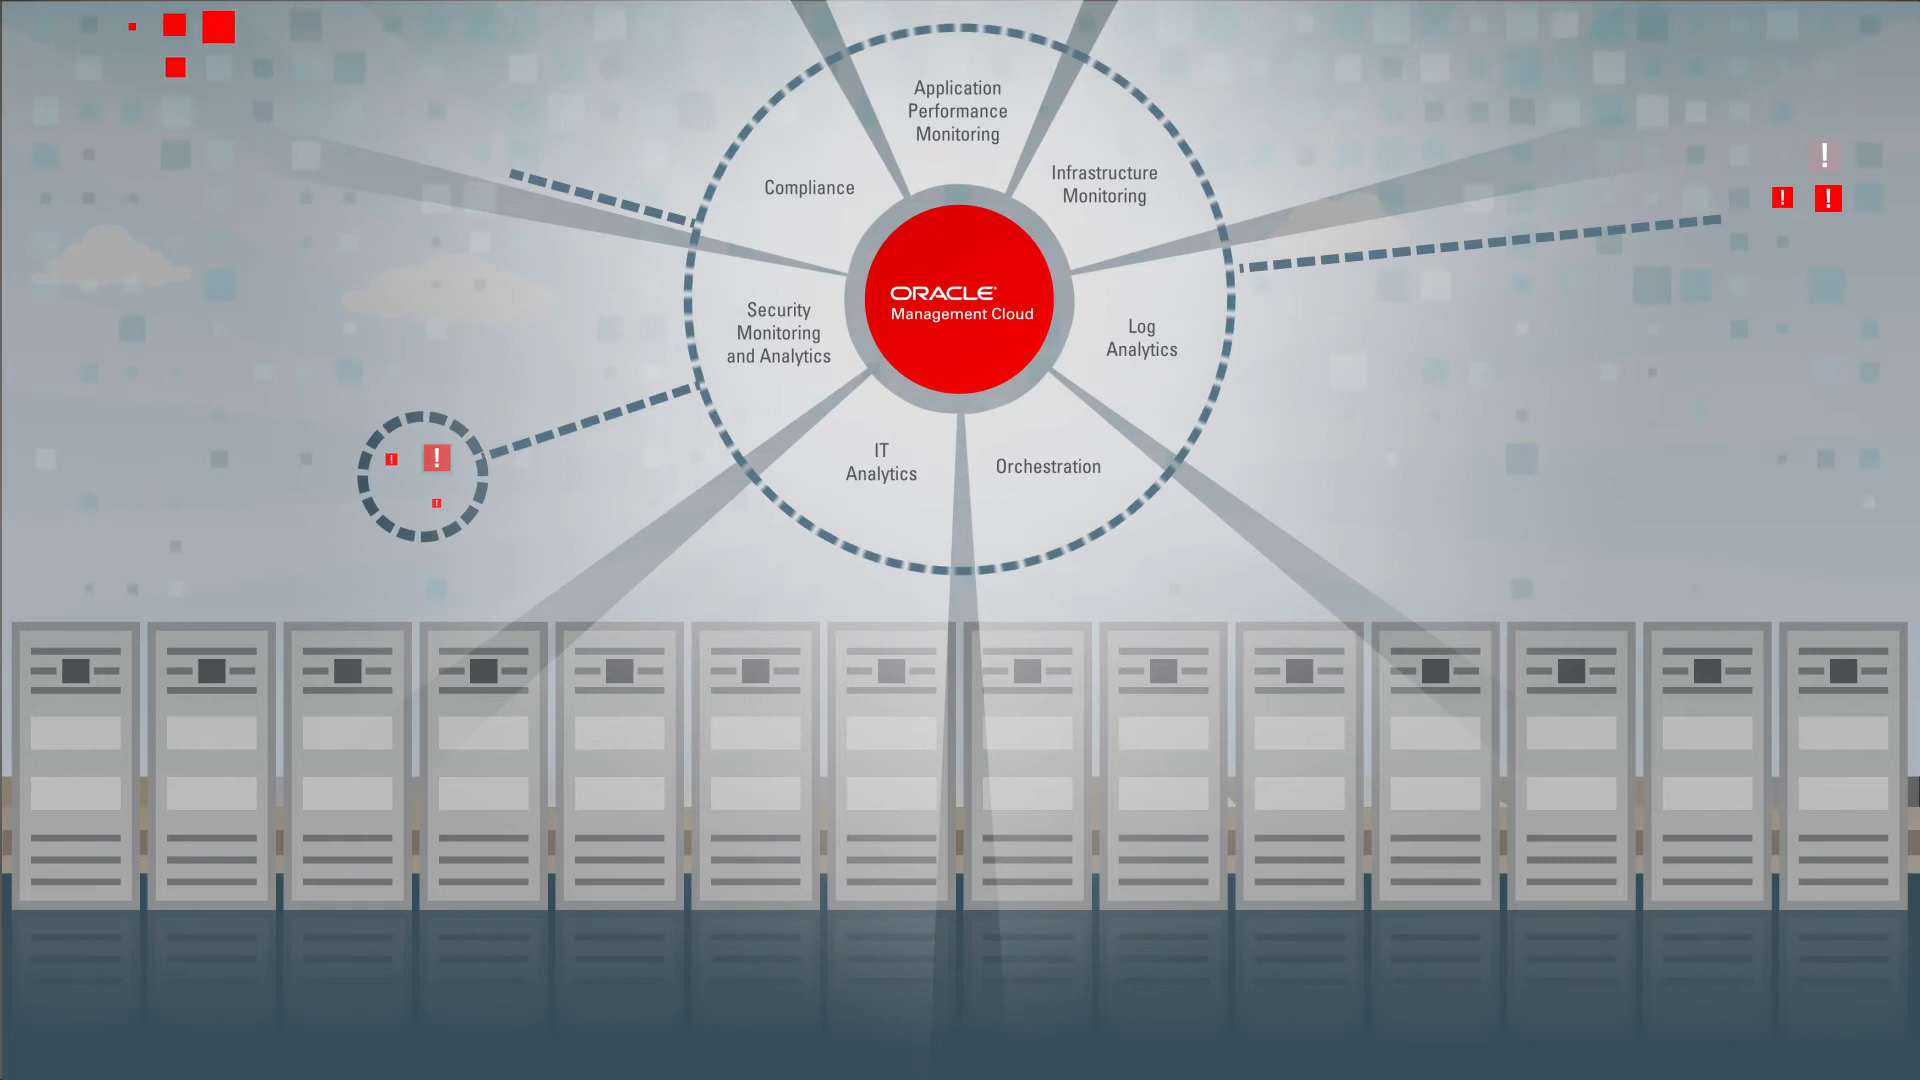 Application
Performance
Monitoring
Compliance
Infrastructure
Monitoring
ORACLE
Management Cloud
Security
Monitoring
and Analytics
Log
Analytics
IT
Analytics
Orchestration
!
!
!
!
!
!